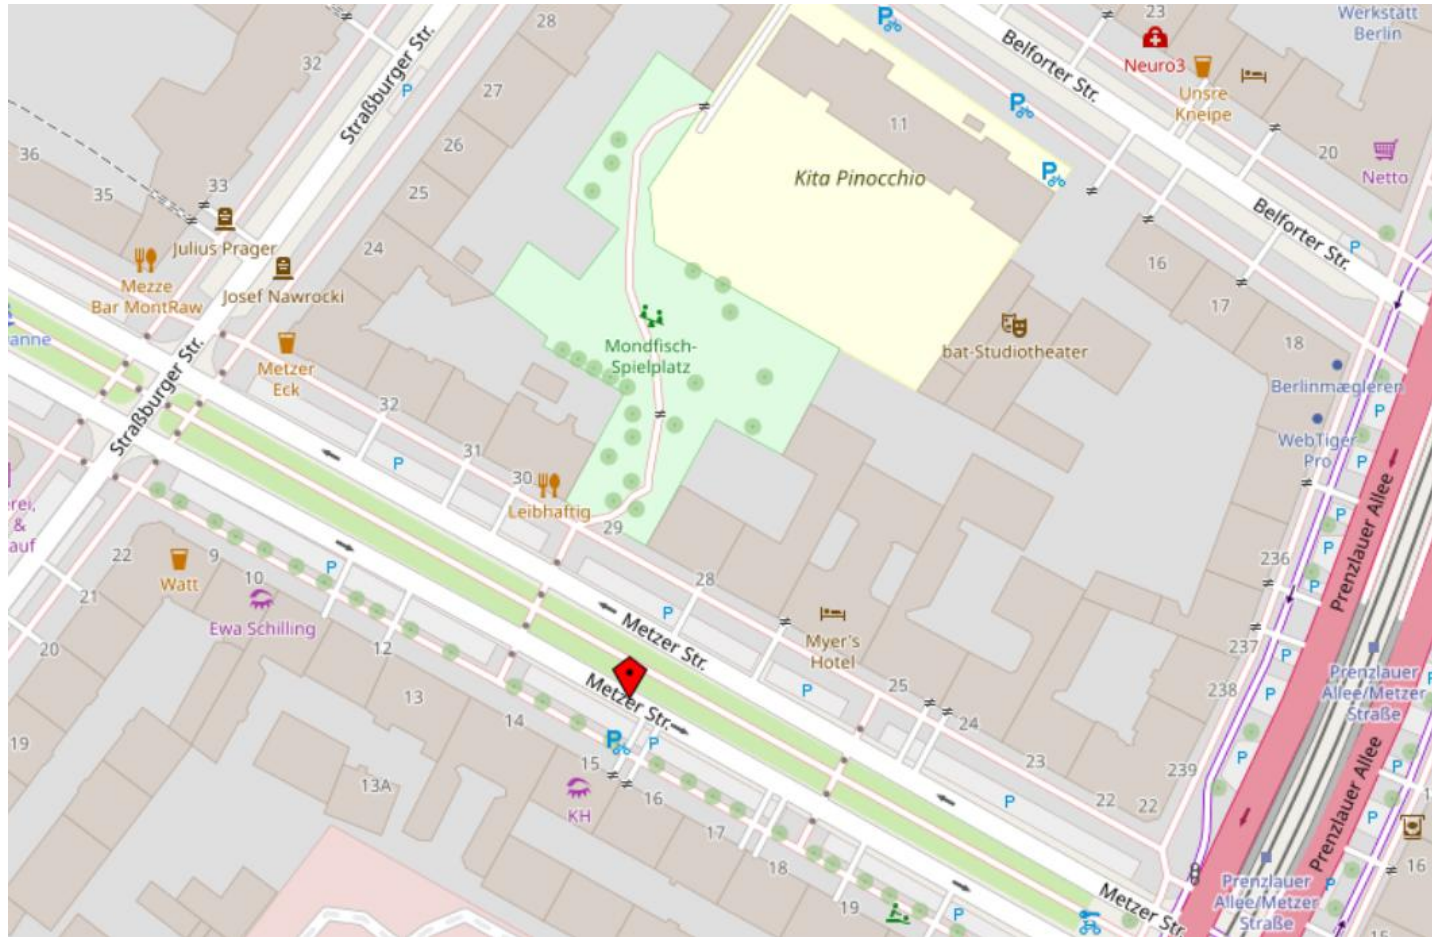 28
Straßburger Str.
32
P
27
26
25
24
36
35
33
Julius Prager
Josef Nawrocki
Mezze
Bar MontRaw
anne
Metzer
Eck
Straßburger Str.
32
31
30
P
Leibhaftig
29
Mondfisch-
Spielplatz
Kita Pinocchio
11
P
P
P
Belforter Str.
23
Neuro3
Unsre
Kneipe
Werkstatt
Berlin
20
Netto
Belforter Str.
P
16
17
18
bat-Studiotheater
Berlinmægleren
WebTiger
Pro
P
P
P
P
P
Prenzlauer Allee
236
237
238
239
P
P
Prenzlauer
Allee/Metzer
Straße
Prenzlauer Allee
Prenzlauer
Allee/Metzer
Straße
P
P
P
P
16
15
28
P
Metzer Str.
Myer's
Hotel
P
25
24
23
22
22
P
Metzer Str.
P
Metzer Str.
P
P
15
16
17
18
19
KH
14
13
13A
12
P
Ewa Schilling
10
9
Watt
22
21
20
19
erei,
&
auf